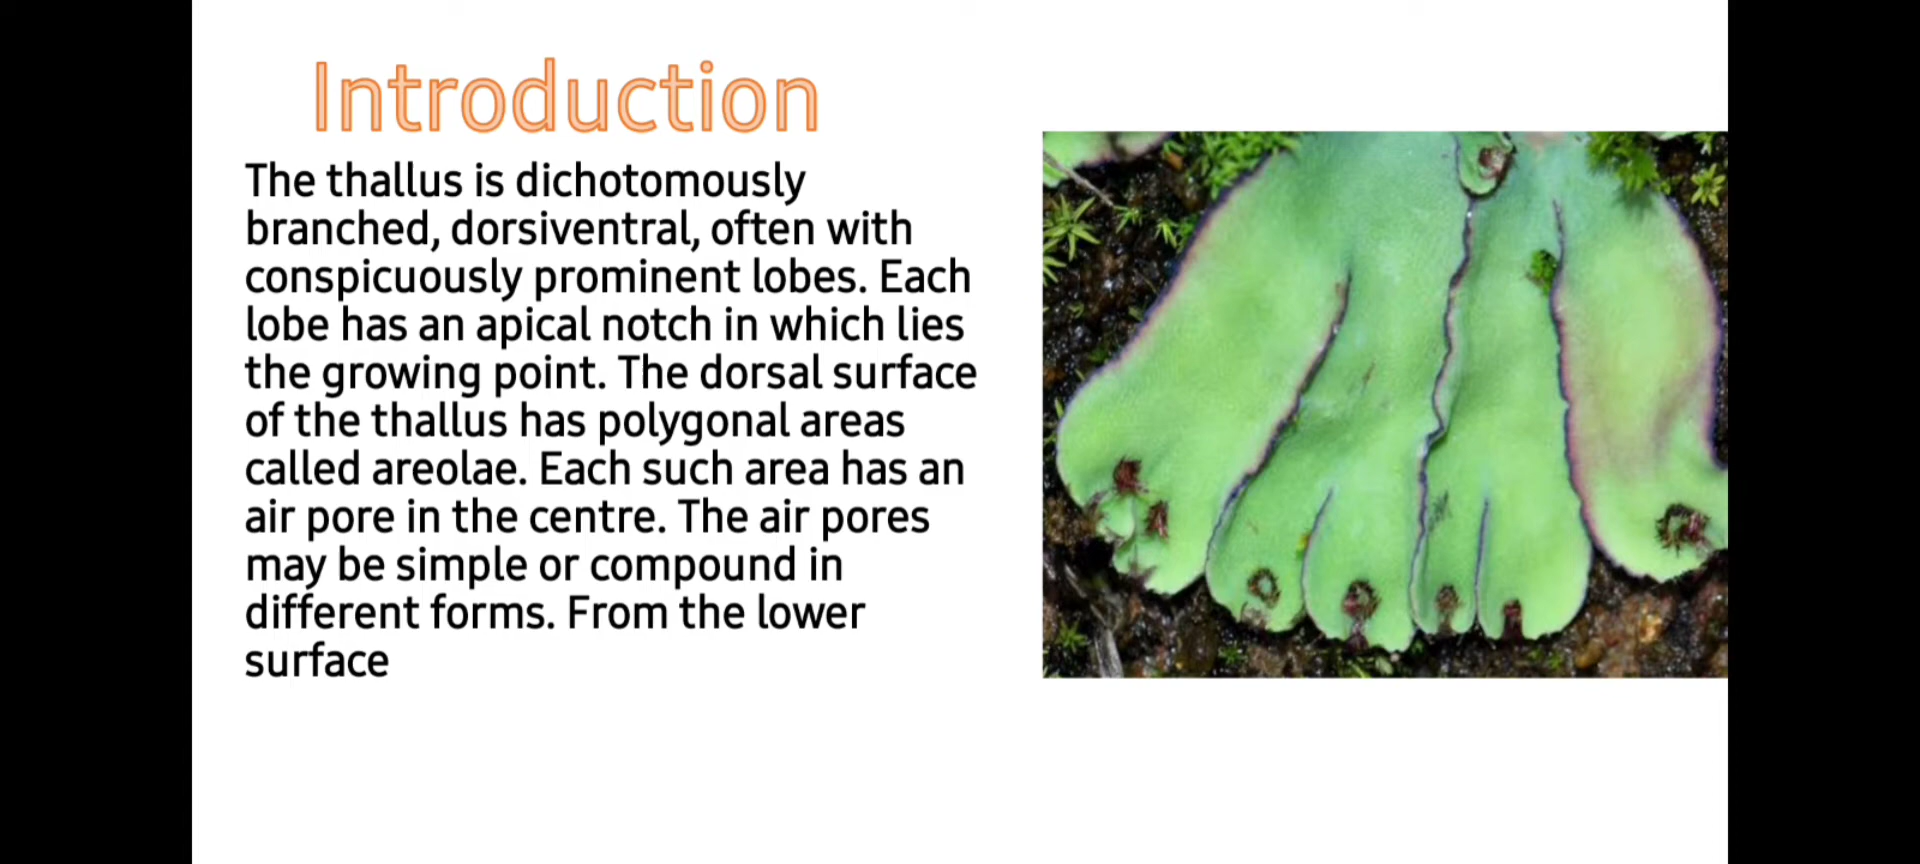 Introduction
The thallus is dichotomously
branched, dorsiventral, often with
conspicuously prominent lobes. Each
lobe has an apical notch in which lies
the growing point. The dorsal surface
of the thallus has polygonal areas
called areolae. Each such area has an
air pore in the centre. The air pores
may be simple or compound in
different forms. From the lower
surface